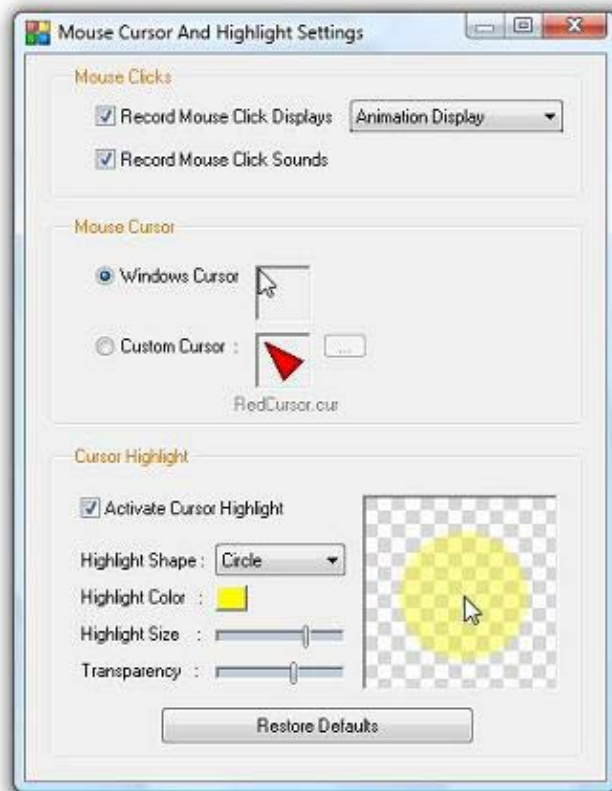 Mouse Cursor And Highlight Settings
Mouse Clicks
Record Mouse Click Displays Animation Display
Record Mouse Click Sounds
Mouse Cursor
Windows Cursor
Custom Cursor : ...
RedCursor.cur
Cursor Highlight
Activate Cursor Highlight
Highlight Shape : Circle
Highlight Color :
Highlight Size :
Transparency :
Restore Defaults